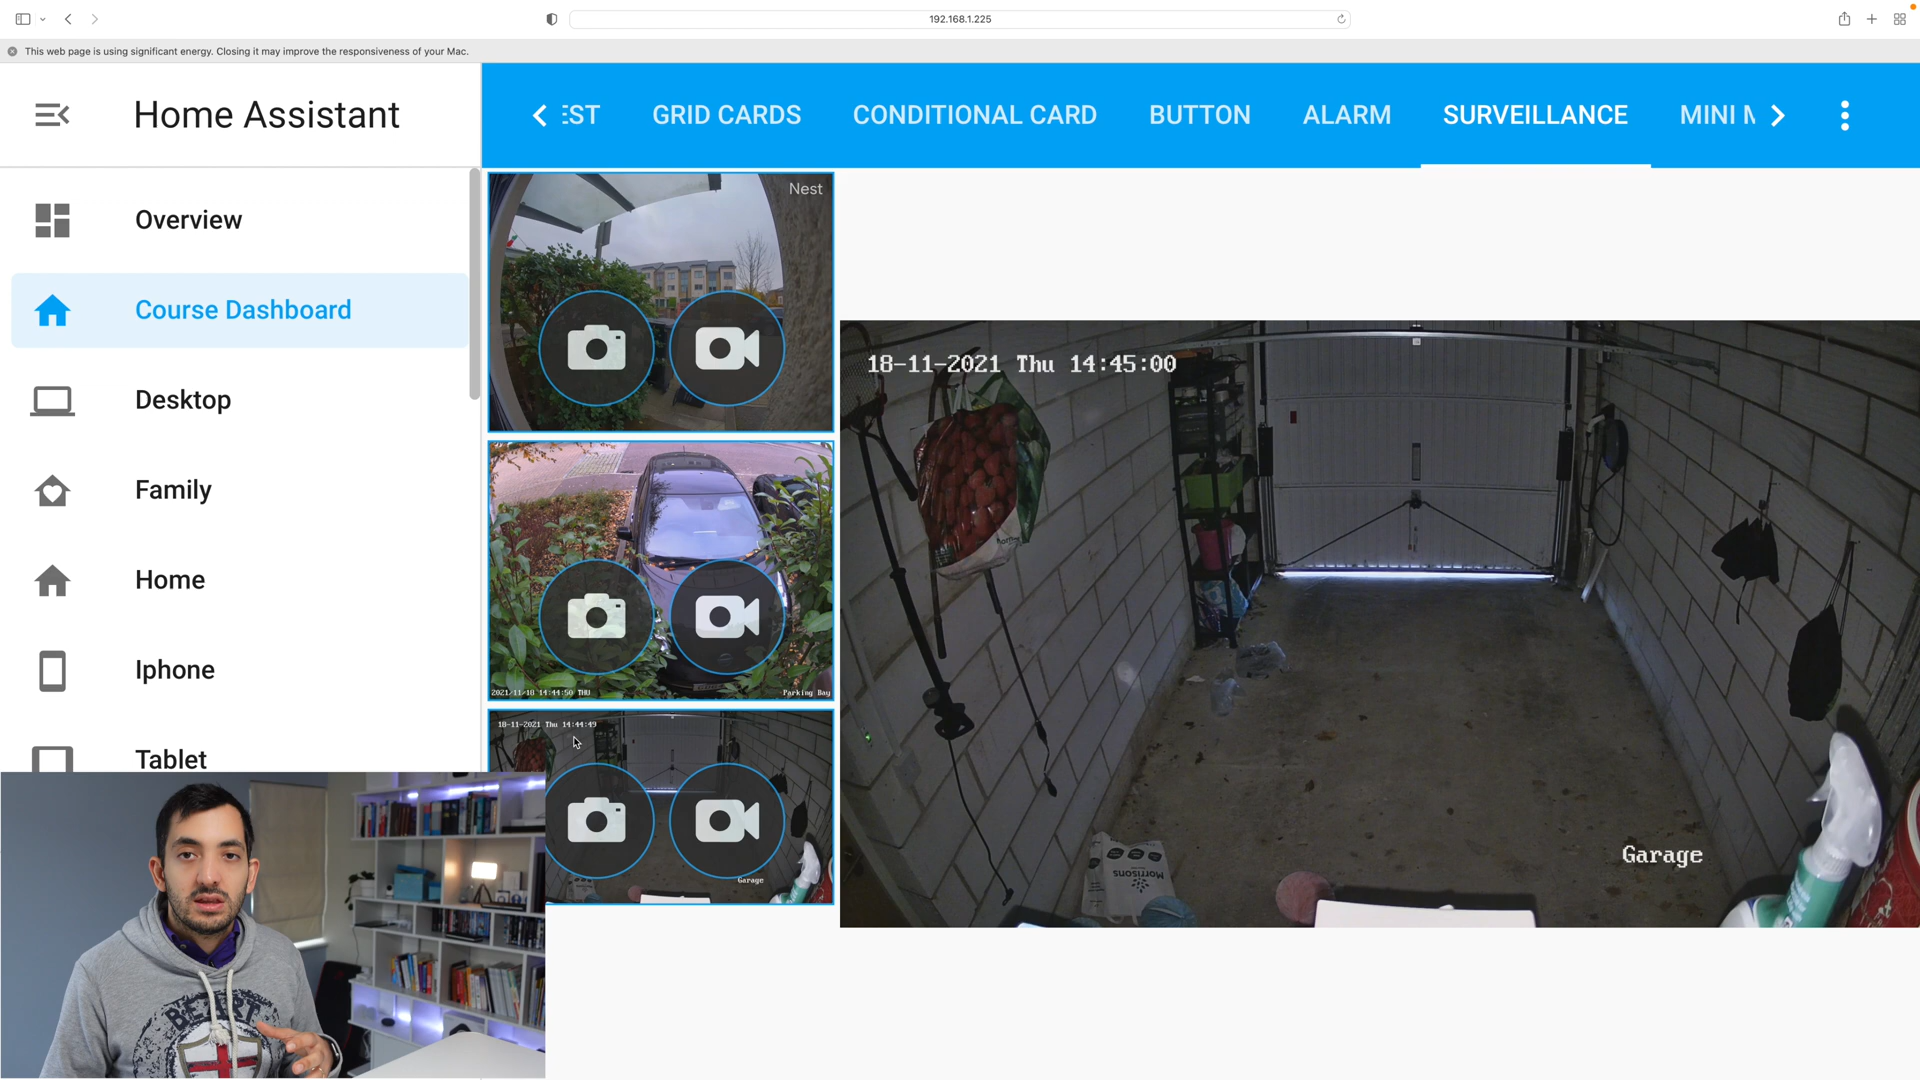 192.168.1.225
This web page is using significant energy. Closing it may improve the responsiveness of your Mac.
Home Assistant
EST
GRID CARDS
CONDITIONAL CARD
BUTTON
ALARM
SURVEILLANCE
MINI
Overview
Course Dashboard
Desktop
Family
Home
Iphone
Tablet
Nest
2021/11/18 14:44:50 THU
Parking Bay
18-11-2021 Thu 14:44:49
Garage
18-11-2021 Thu 14:45:00
Morrisons
Garage